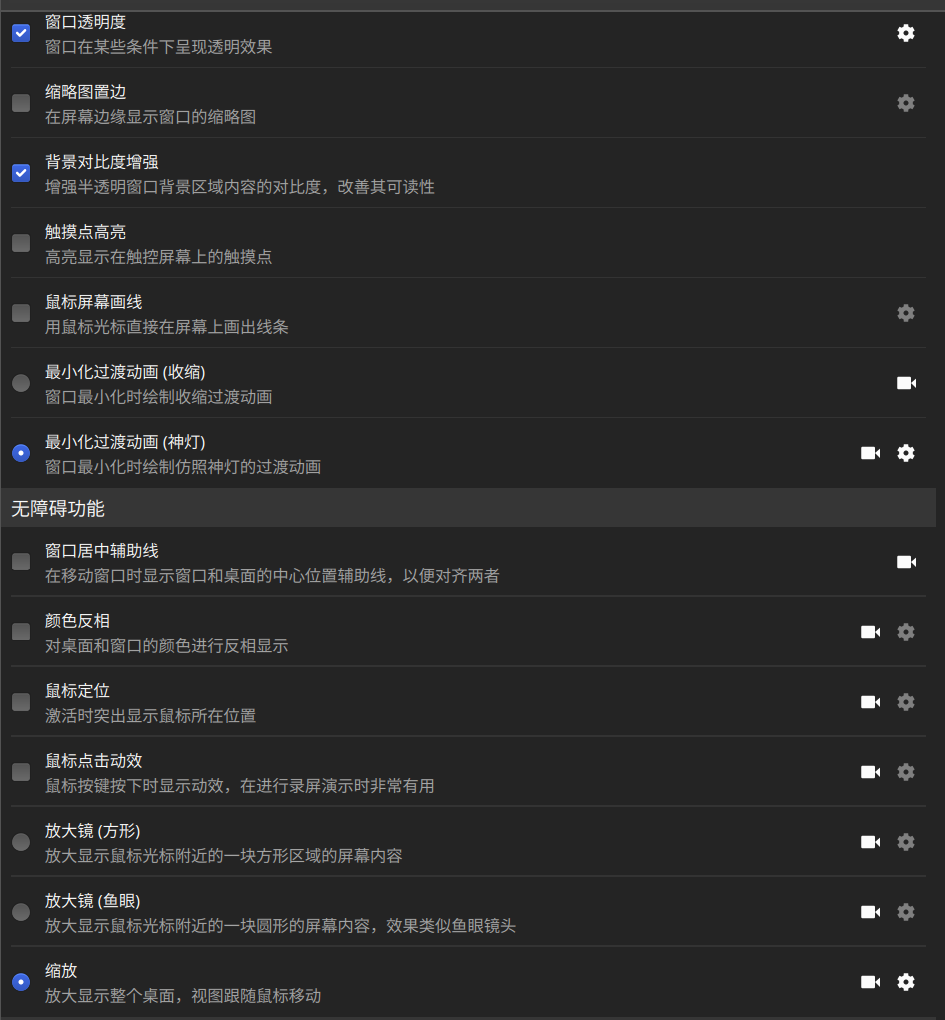 窗口透明度
窗口在某些条件下呈现透明效果
缩略图置边
在屏幕边缘显示窗口的缩略图
背景对比度增强
增强半透明窗口背景区域内容的对比度，改善其可读性
触摸点高亮
高亮显示在触控屏幕上的触摸点
鼠标屏幕画线
用鼠标光标直接在屏幕上画出线条
最小化过渡动画 (收缩)
窗口最小化时绘制收缩过渡动画
最小化过渡动画 (神灯)
窗口最小化时绘制仿照神灯的过渡动画
无障碍功能
窗口居中辅助线
在移动窗口时显示窗口和桌面的中心位置辅助线，以便对齐两者
颜色反相
对桌面和窗口的颜色进行反相显示
鼠标定位
激活时突出显示鼠标所在位置
鼠标点击动效
鼠标按键按下时显示动效，在进行录屏演示时非常有用
放大镜 (方形)
放大显示鼠标光标附近的一块方形区域的屏幕内容
放大镜 (鱼眼)
放大显示鼠标光标附近的一块圆形的屏幕内容，效果类似鱼眼镜头
缩放
放大显示整个桌面，视图跟随鼠标移动